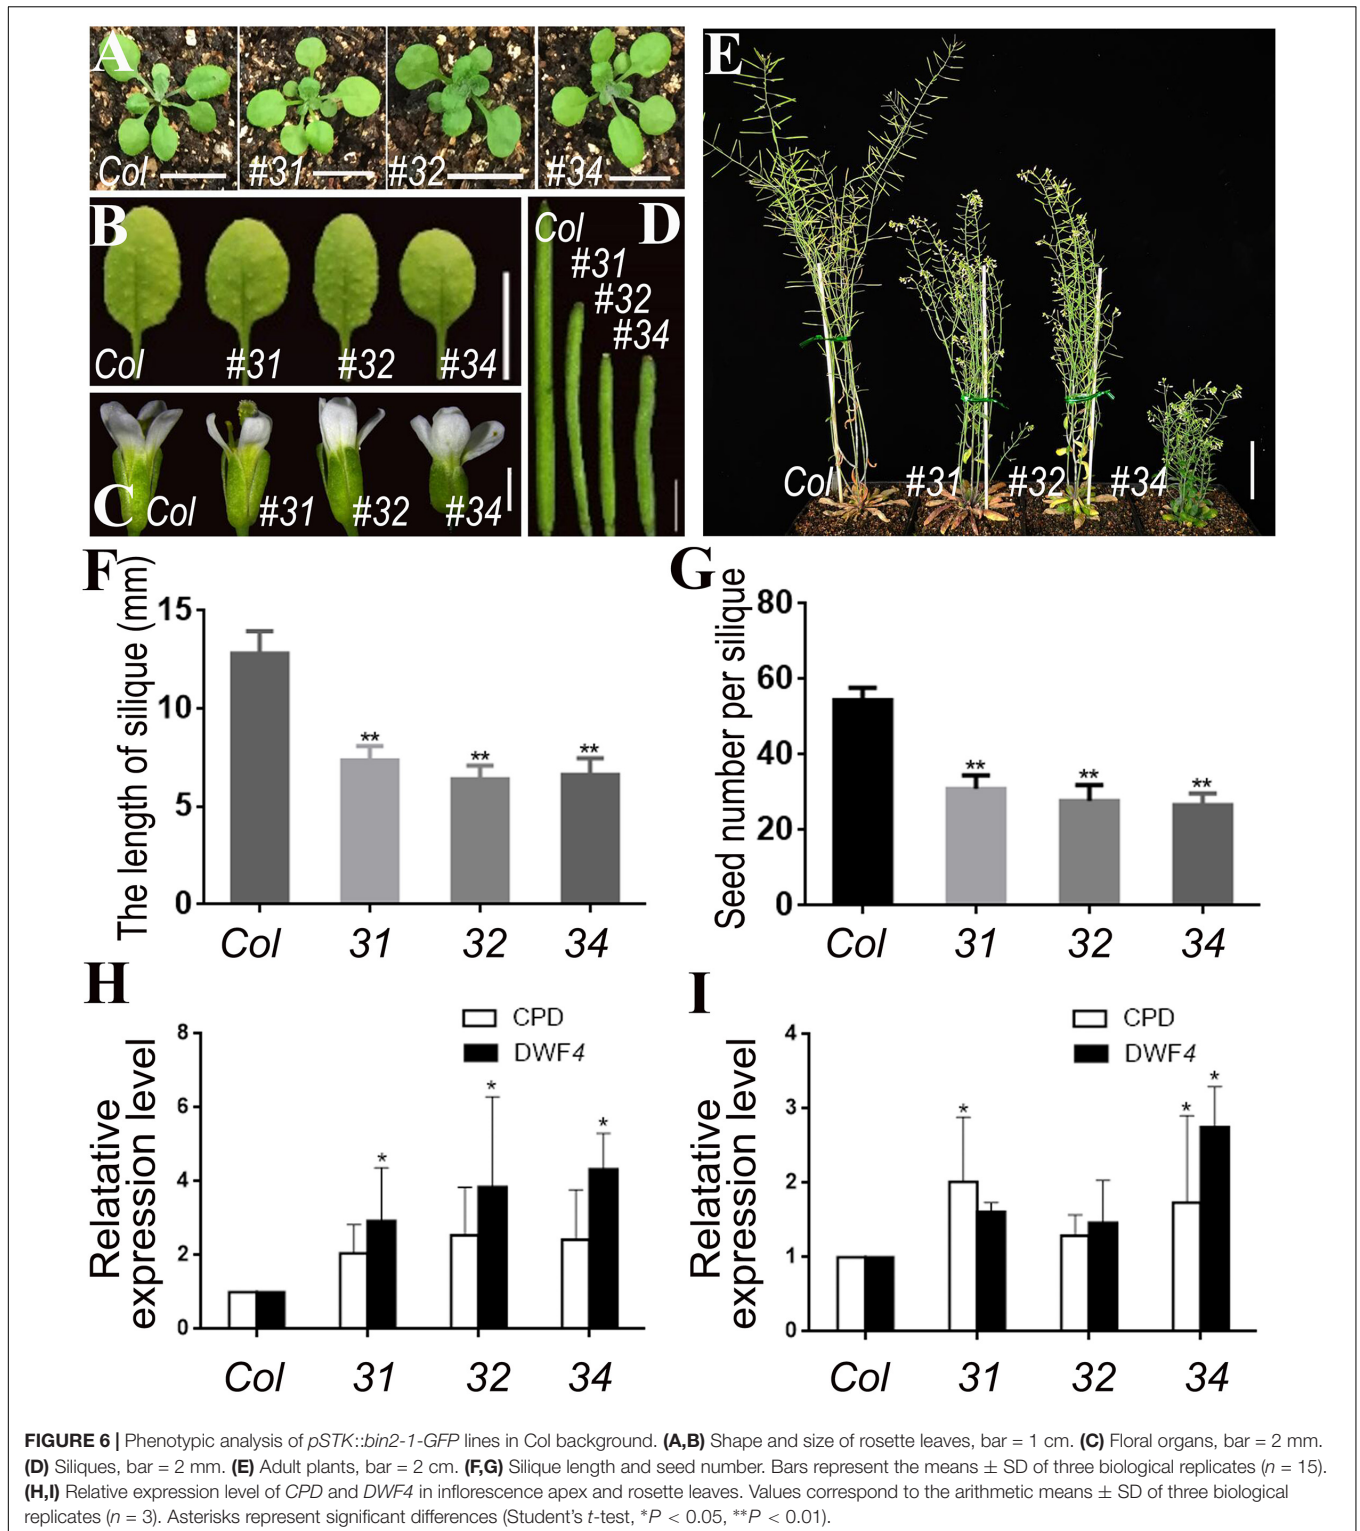 A
Col
#31
#32
#34
B
Col
#31
#32
#34
C
Col
#31
#32
#34
D
Col
#31
#32
#34
E
Col
#31
#32
#34
F
The length of silique (mm)
15
10
5
0
**
**
**
Col 31 32 34
G
Seed number per silique
80
60
40
20
0
**
**
**
Col 31 32 34
H
Relatative
expression level
CPD
DWF4
8
6
4
2
0
*
*
*
Col 31 32 34
I
Relatative
expression level
CPD
DWF4
4
3
2
1
0
*
*
*
Col 31 32 34
FIGURE 6 | Phenotypic analysis of pSTK::bin2-1-GFP lines in Col background. (A,B) Shape and size of rosette leaves, bar = 1 cm. (C) Floral organs, bar = 2 mm.
(D) Siliques, bar = 2 mm. (E) Adult plants, bar = 2 cm. (F,G) Silique length and seed number. Bars represent the means ± SD of three biological replicates (n = 15).
(H,I) Relative expression level of CPD and DWF4 in inflorescence apex and rosette leaves. Values correspond to the arithmetic means ± SD of three biological
replicates (n = 3). Asterisks represent significant differences (Student's t-test, *P < 0.05, **P < 0.01).